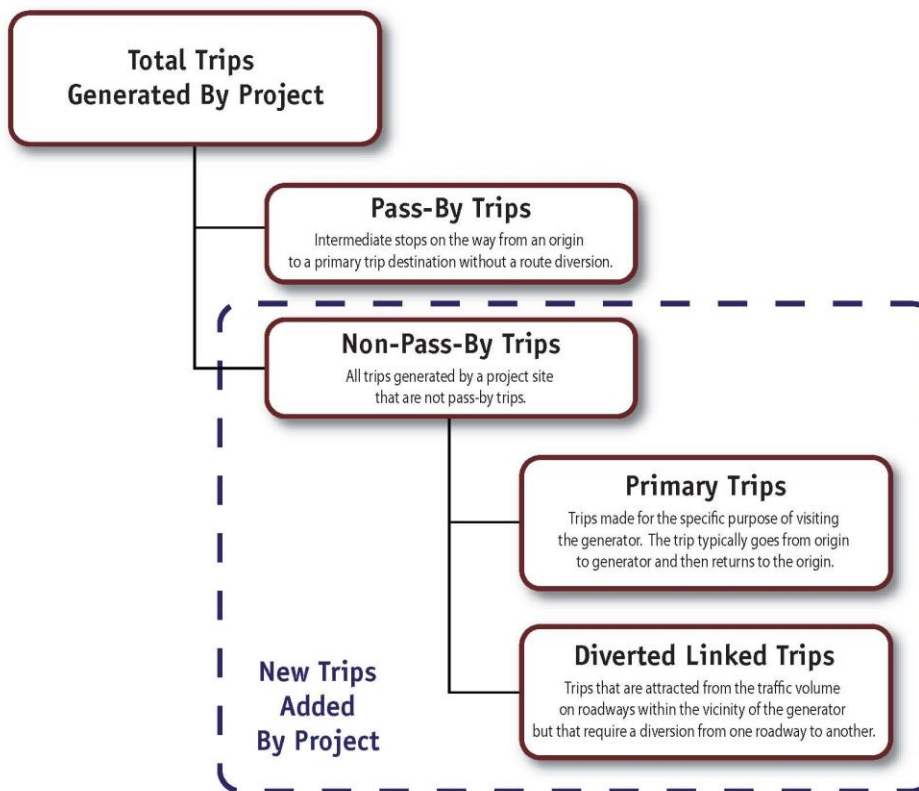 Total Trips
Generated By Project
Pass-By Trips
Intermediate stops on the way from an origin
to a primary trip destination without a route diversion.
Non-Pass-By Trips
All trips generated by a project site
that are not pass-by trips.
Primary Trips
Trips made for the specific purpose of visiting
the generator. The trip typically goes from origin
to generator and then returns to the origin.
Diverted Linked Trips
Trips that are attracted from the traffic volume
on roadways within the vicinity of the generator
but that require a diversion from one roadway to another.
New Trips
Added
By Project